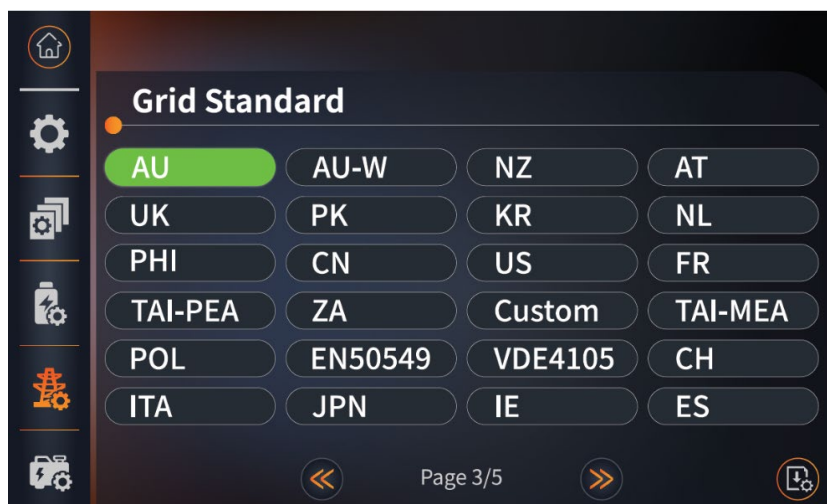 Grid Standard
AU AU-W NZ AT
UK PK KR NL
PHI CN US FR
TAI-PEA ZA Custom TAI-MEA
POL EN50549 VDE4105 CH
ITA JPN IE ES
Page 3/5